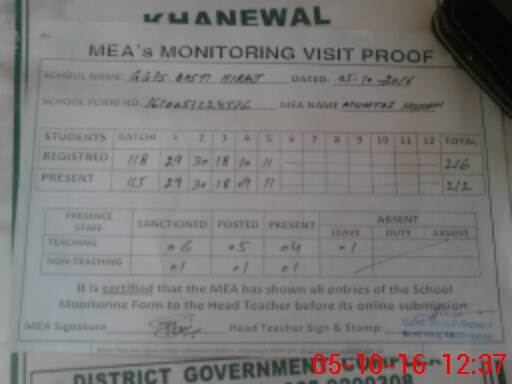 KHANEWAL
MEA's MONITORING VISIT PROOF
SCHOOL NAME: GGPS BASTI HIRAJ DATED: 05-10-2016
SCHOOL FORM NO: MEA NAME MUMTAZ HUSSAIN
STUDENTS KATCHI 1 2 3 4 5 6 7 8 9 10 11 12 TOTAL
REGISTRED 118 29 30 18 10 11 216
PRESENT 115 29 30 18 09 11 212
PRESENCE STAFF SANCTIONED POSTED PRESENT ABSENT
LEAVE DUTY ABSENT
TEACHING 06 05 04 01
NON-TEACHING 01 01 01
It is certified that the MEA has shown all entries of the School
Monitoring Form to the Head Teacher before its online submission.
MEA Signature Head Teacher Sign & Stamp:
DISTRICT GOVERNMENT
05-10-16 12:37